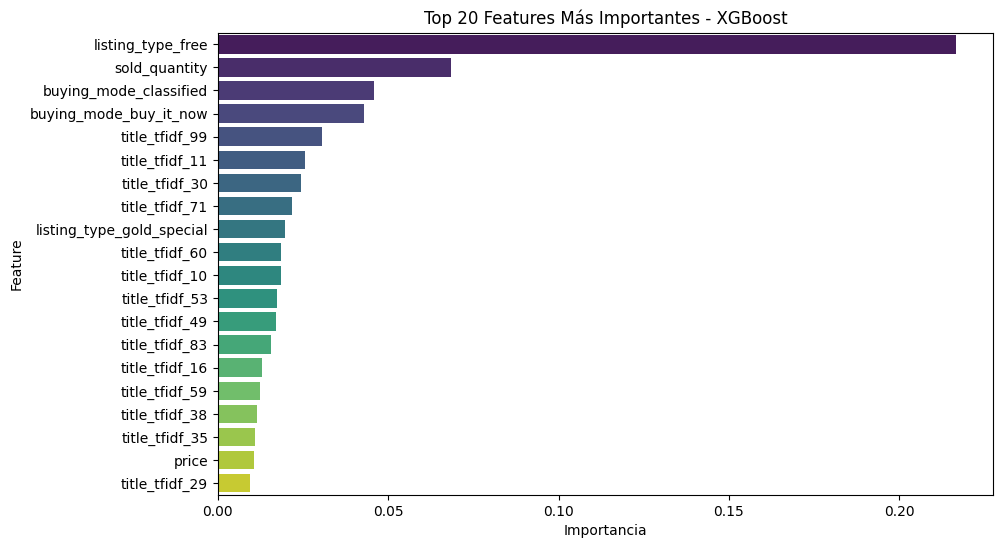 Top 20 Features Más Importantes - XGBoost
Feature
listing_type_free
sold_quantity
buying_mode_classified
buying_mode_buy_it_now
title_tfidf_99
title_tfidf_11
title_tfidf_30
title_tfidf_71
listing_type_gold_special
title_tfidf_60
title_tfidf_10
title_tfidf_53
title_tfidf_49
title_tfidf_83
title_tfidf_16
title_tfidf_59
title_tfidf_38
title_tfidf_35
price
title_tfidf_29
0.00 0.05 0.10 0.15 0.20
Importancia